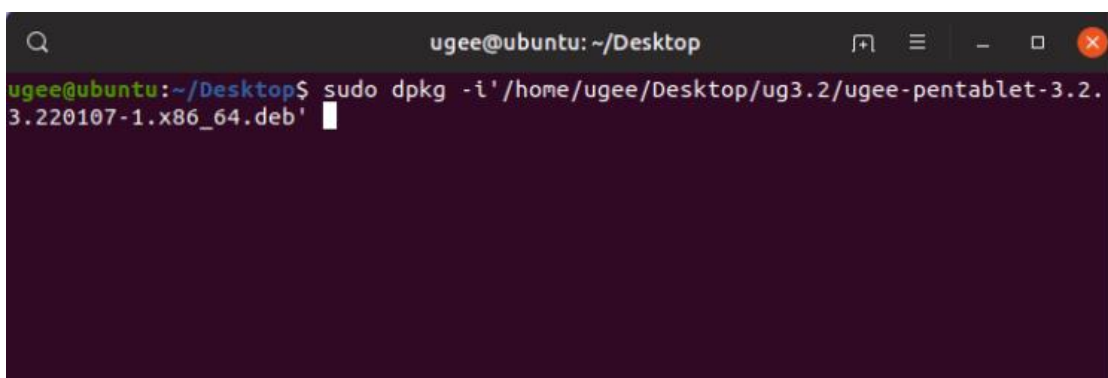 ugee@ubuntu: ~/Desktop
ugee@ubuntu:~/Desktop$ sudo dpkg -i'/home/ugee/Desktop/ug3.2/ugee-pentablet-3.2.
3.220107-1.x86_64.deb'